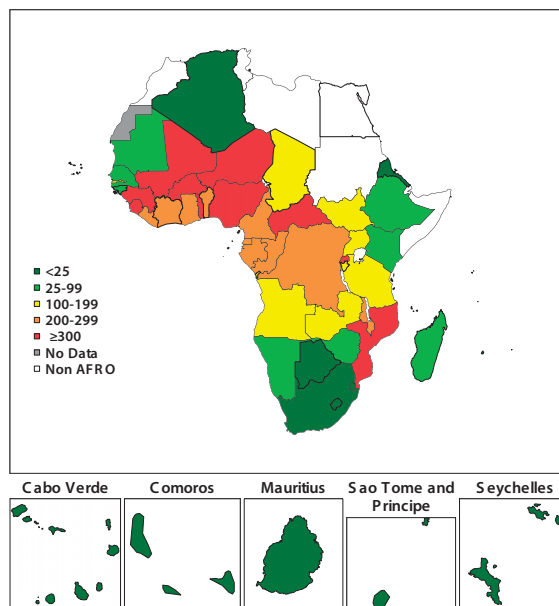 <25
25-99
100-199
200-299
≥300
No Data
Non AFRO
Cabo Verde
Comoros
Mauritius
Sao Tome and
Principe
Seychelles